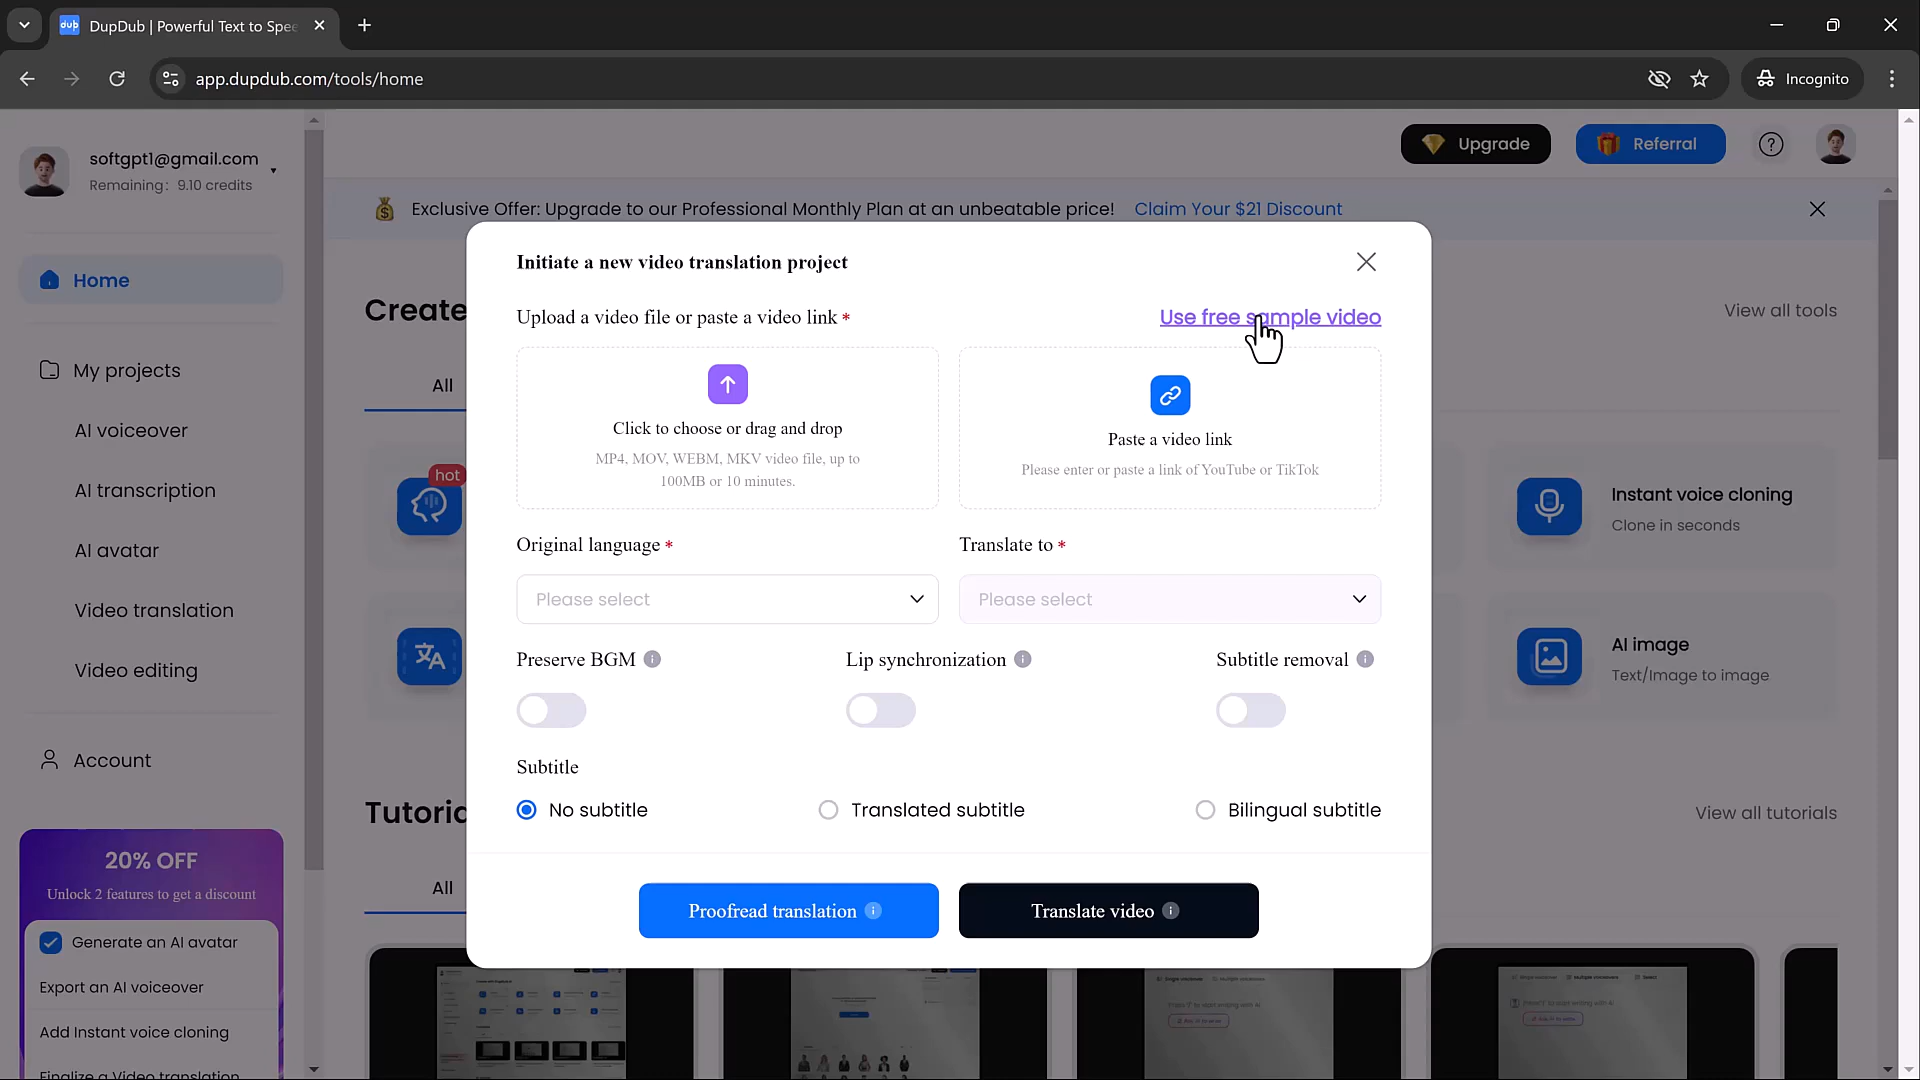 dub
DupDub | Powerful Text to Spee
app.dupdub.com/tools/home
Incognito
softgpt1@gmail.com
Remaining: 9.10 credits
Upgrade
Referral
Exclusive Offer: Upgrade to our Professional Monthly Plan at an unbeatable price! Claim Your $21 Discount
Home
My projects
AI voiceover
AI transcription
AI avatar
Video translation
Video editing
Account
20% OFF
Unlock 2 features to get a discount
Generate an AI avatar
Export an AI voiceover
Add Instant voice cloning
Finalize a Video translation
Create
View all tools
All
hot
Instant voice cloning
Clone in seconds
AI image
Text/Image to image
Tutoria
View all tutorials
All
Initiate a new video translation project
Upload a video file or paste a video link *
Use free sample video
Click to choose or drag and drop
MP4, MOV, WEBM, MKV video file, up to
100MB or 10 minutes.
Paste a video link
Please enter or paste a link of YouTube or TikTok
Original language *
Translate to *
Please select
Please select
Preserve BGM
Lip synchronization
Subtitle removal
Subtitle
No subtitle
Translated subtitle
Bilingual subtitle
Proofread translation
Translate video